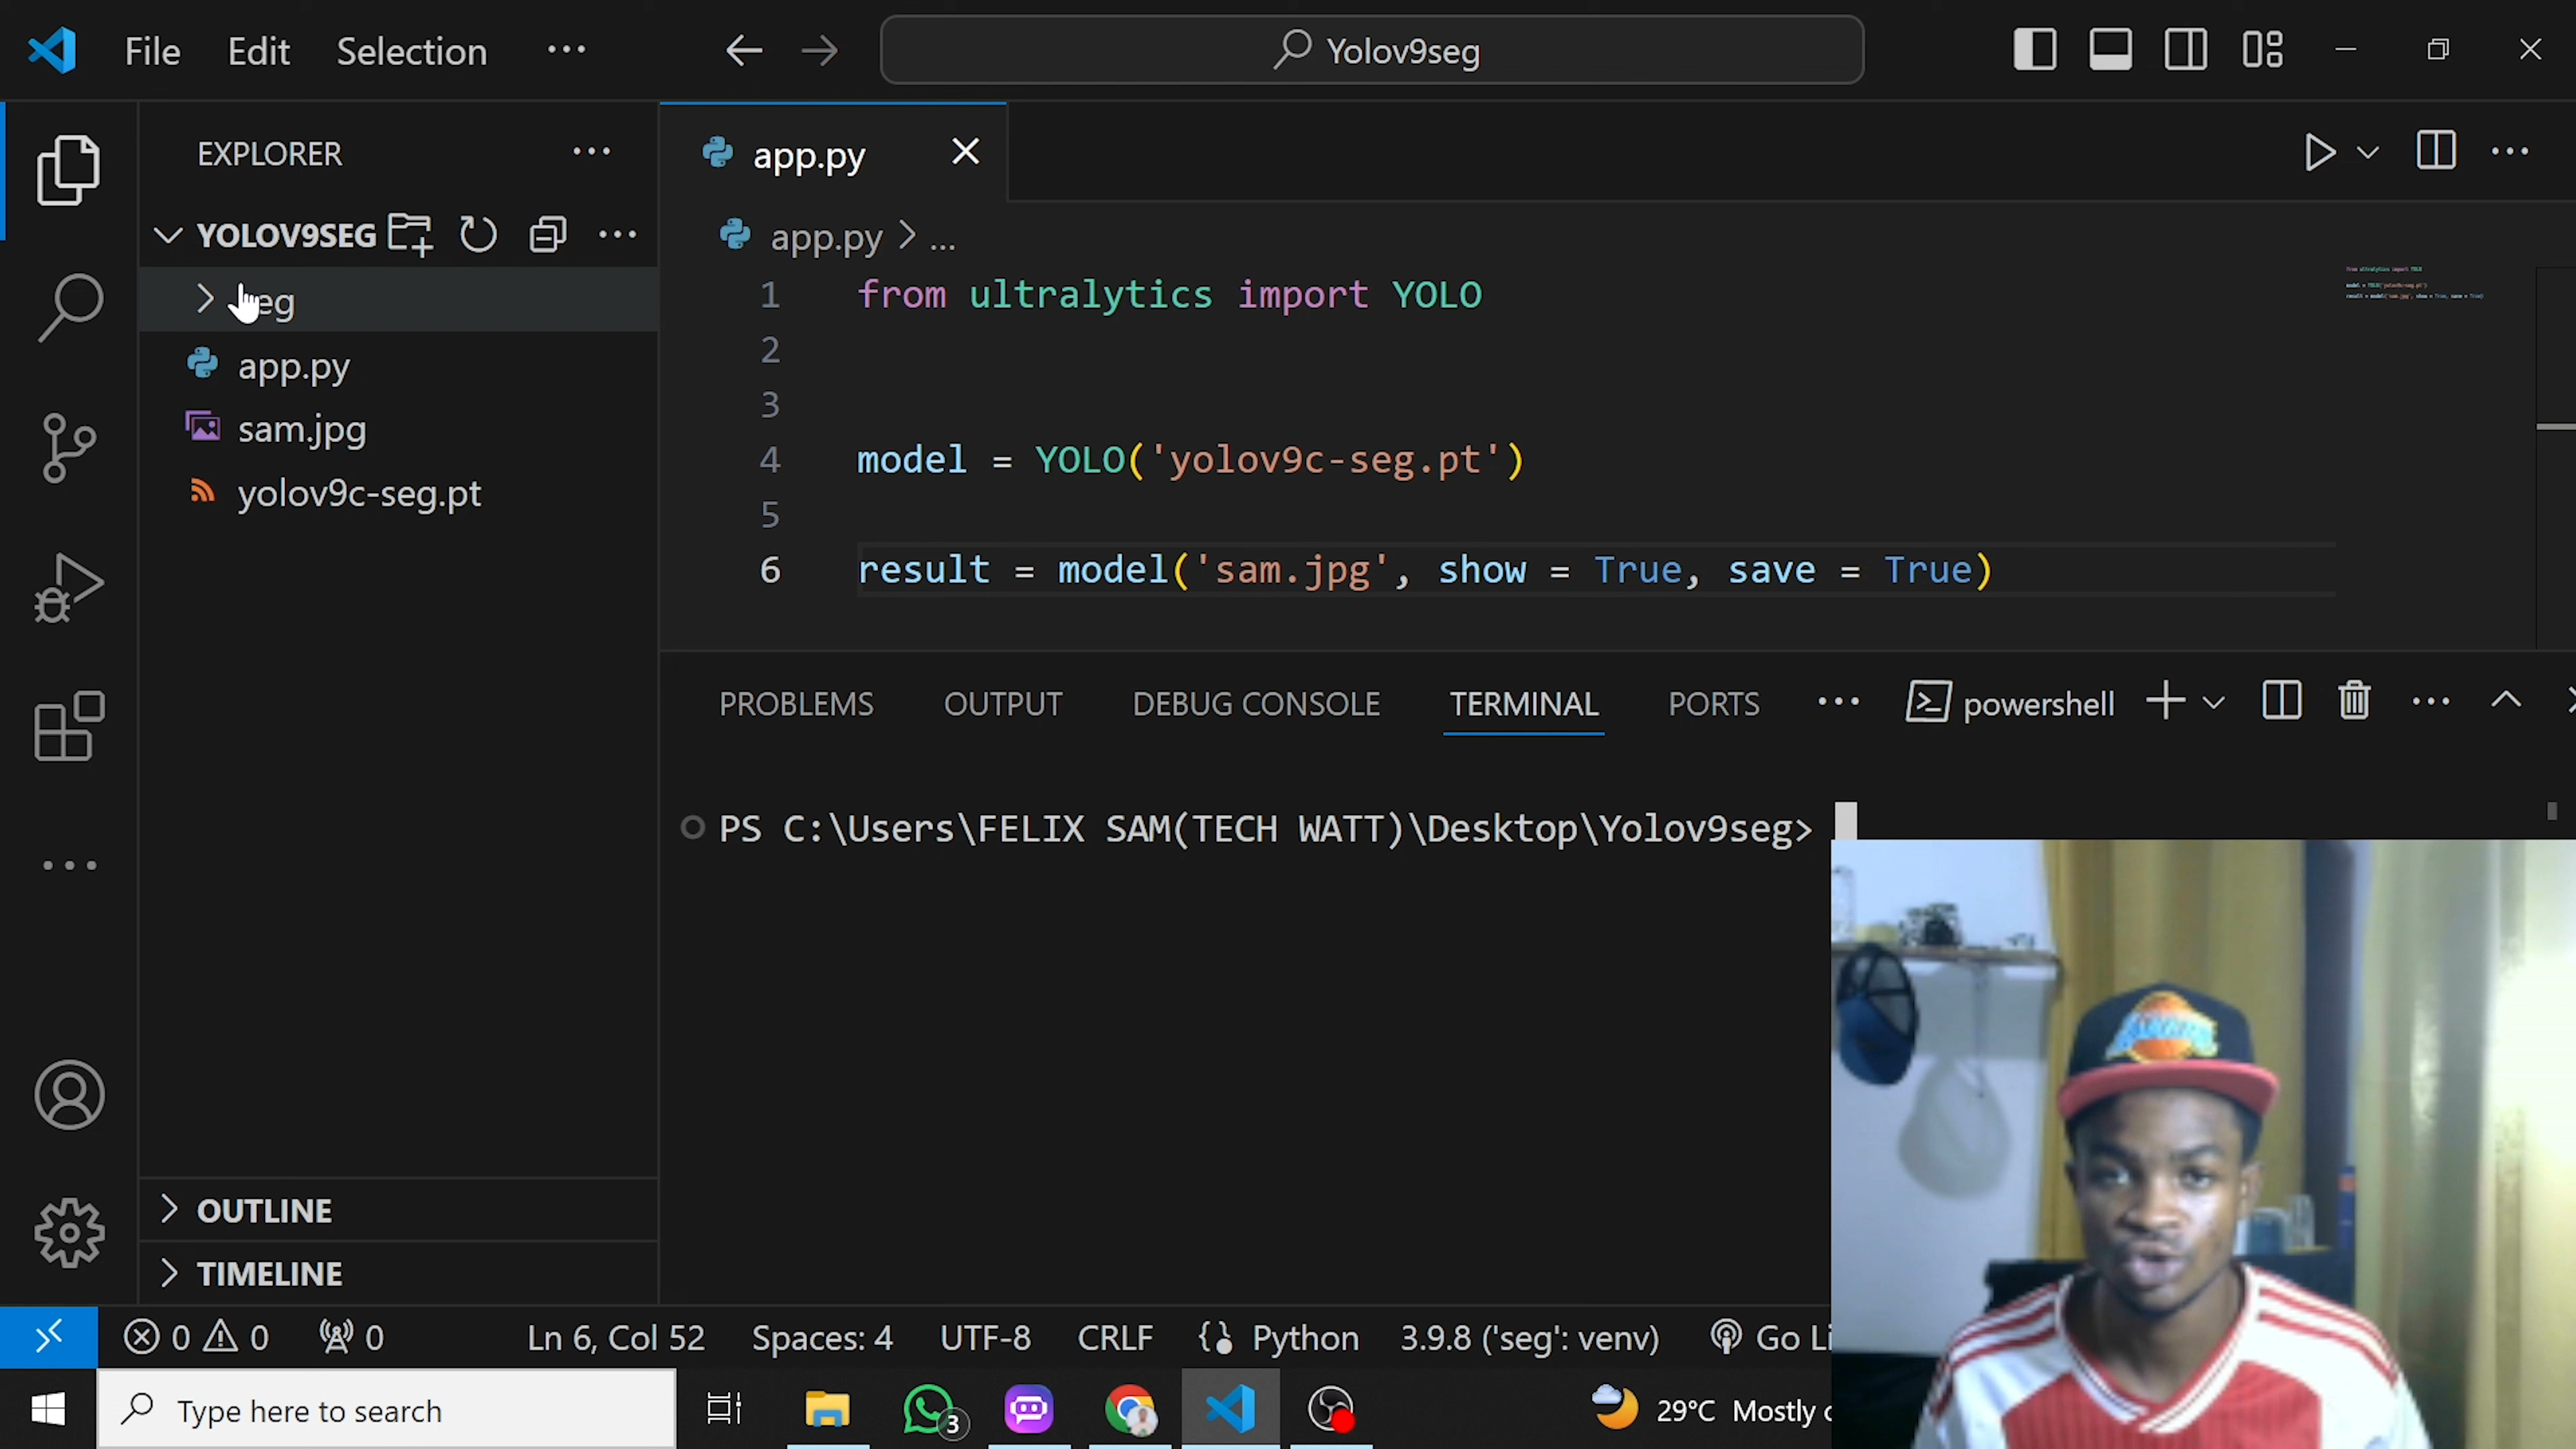 File Edit Selection ··· Yolov9seg
EXPLORER ···
YOLOV9SEG ···
app.py
sam.jpg
yolov9c-seg.pt
app.py
app.py > ...
1 from ultralytics import YOLO
2
3
4 model = YOLO('yolov9c-seg.pt')
5
6 result = model('sam.jpg', show = True, save = True)
PROBLEMS OUTPUT DEBUG CONSOLE TERMINAL PORTS ··· powershell
PS C:\Users\FELIX SAM(TECH WATT)\Desktop\Yolov9seg>
OUTLINE
TIMELINE
0 0 0 Ln 6, Col 52 Spaces: 4 UTF-8 CRLF Python 3.9.8 ('seg': venv) Go
Type here to search 3 29°C Mostly